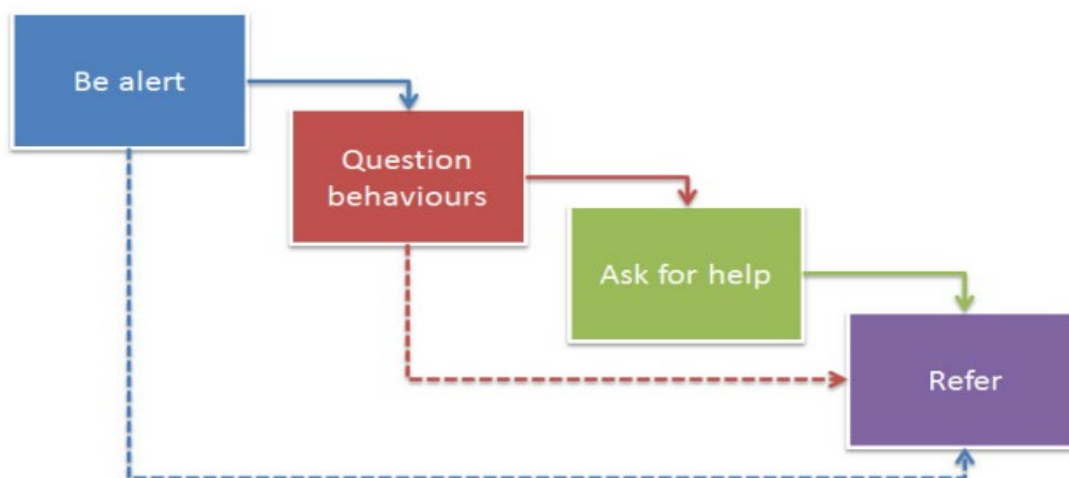 Be alert
Question
behaviours
Ask for help
Refer